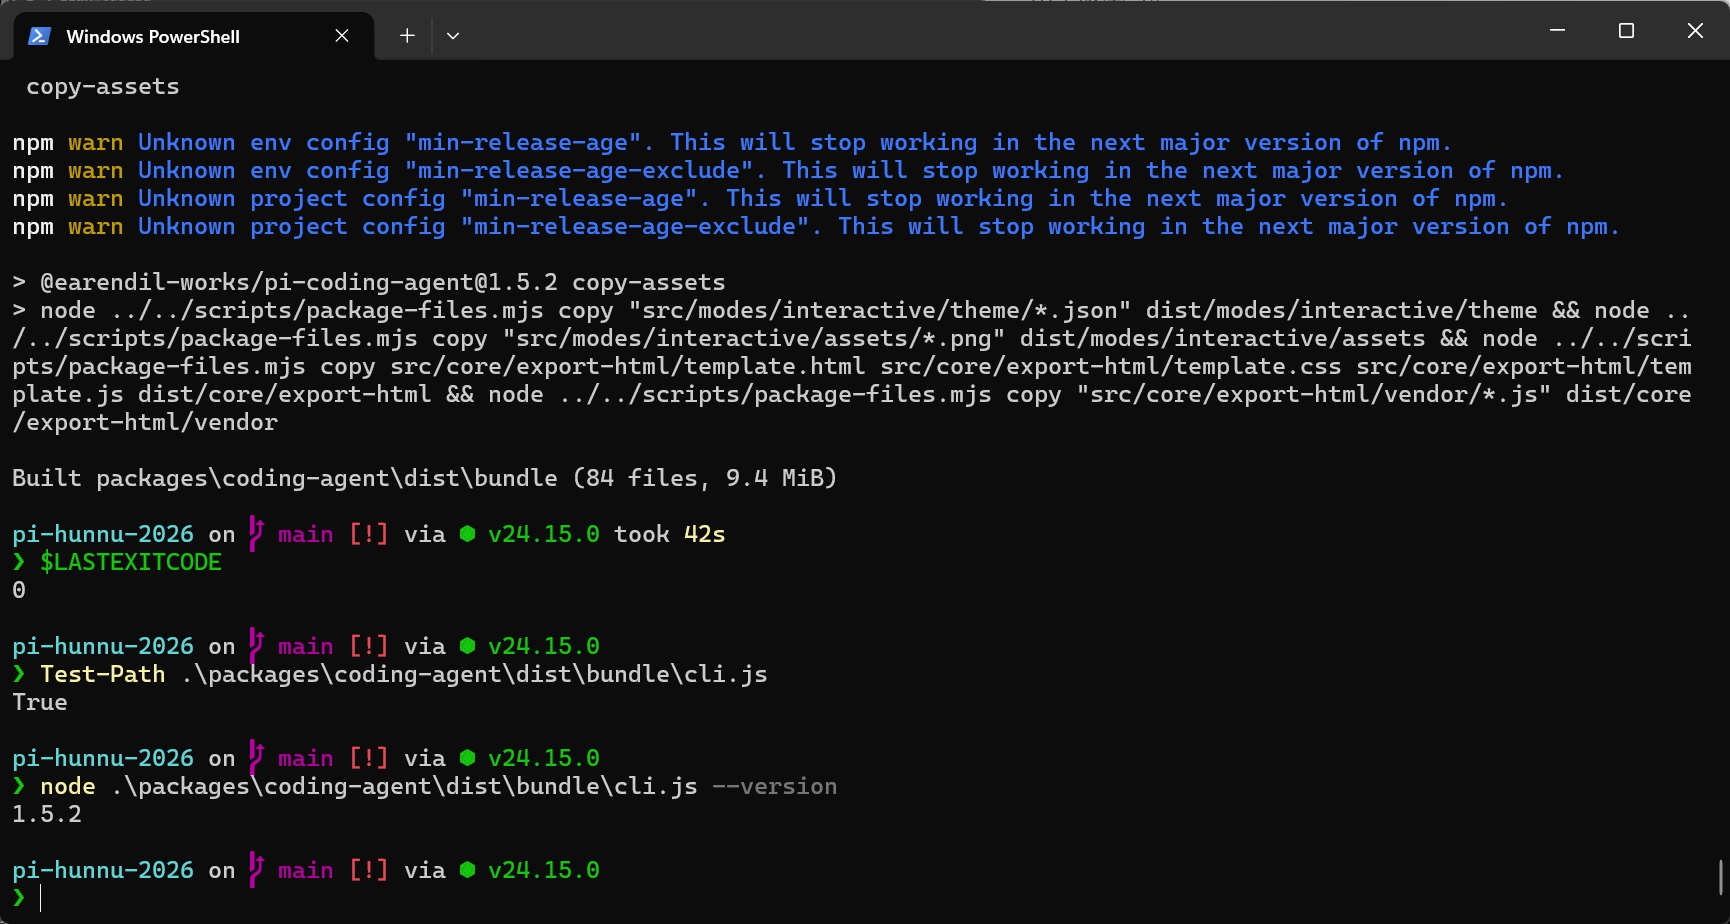 Windows PowerShell
copy-assets
npm warn Unknown env config "min-release-age". This will stop working in the next major version of npm.
npm warn Unknown env config "min-release-age-exclude". This will stop working in the next major version of npm.
npm warn Unknown project config "min-release-age". This will stop working in the next major version of npm.
npm warn Unknown project config "min-release-age-exclude". This will stop working in the next major version of npm.
> @earendil-works/pi-coding-agent@1.5.2 copy-assets
> node ../../scripts/package-files.mjs copy "src/modes/interactive/theme/*.json" dist/modes/interactive/theme && node ..
/../scripts/package-files.mjs copy "src/modes/interactive/assets/*.png" dist/modes/interactive/assets && node ../../scri
pts/package-files.mjs copy src/core/export-html/template.html src/core/export-html/template.css src/core/export-html/tem
plate.js dist/core/export-html && node ../../scripts/package-files.mjs copy "src/core/export-html/vendor/*.js" dist/core
/export-html/vendor
Built packages\coding-agent\dist\bundle (84 files, 9.4 MiB)
pi-hunnu-2026 on main [!] via ⬢ v24.15.0 took 42s
❯ $LASTEXITCODE
0
pi-hunnu-2026 on main [!] via ⬢ v24.15.0
❯ Test-Path .\packages\coding-agent\dist\bundle\cli.js
True
pi-hunnu-2026 on main [!] via ⬢ v24.15.0
❯ node .\packages\coding-agent\dist\bundle\cli.js --version
1.5.2
pi-hunnu-2026 on main [!] via ⬢ v24.15.0
❯